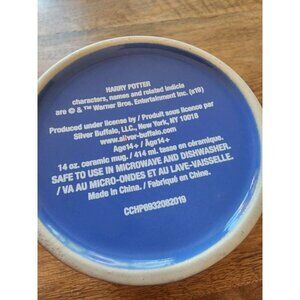 HARRY POTTER
characters, names and related indicia
are © & ™ Warner Bros. Entertainment Inc. (s19)
Produced under license by / Produit sous licence par
Silver Buffalo, LLC., New York, NY 10018
www.silver-buffalo.com
Age14+ / Âge14+
14 oz. ceramic mug. / 414 ml. tasse en céramique.
SAFE TO USE IN MICROWAVE AND DISHWASHER.
/ VA AU MICRO-ONDES ET AU LAVE-VAISSELLE.
Made in China. / Fabriqué en Chine.
CCHP6932082019